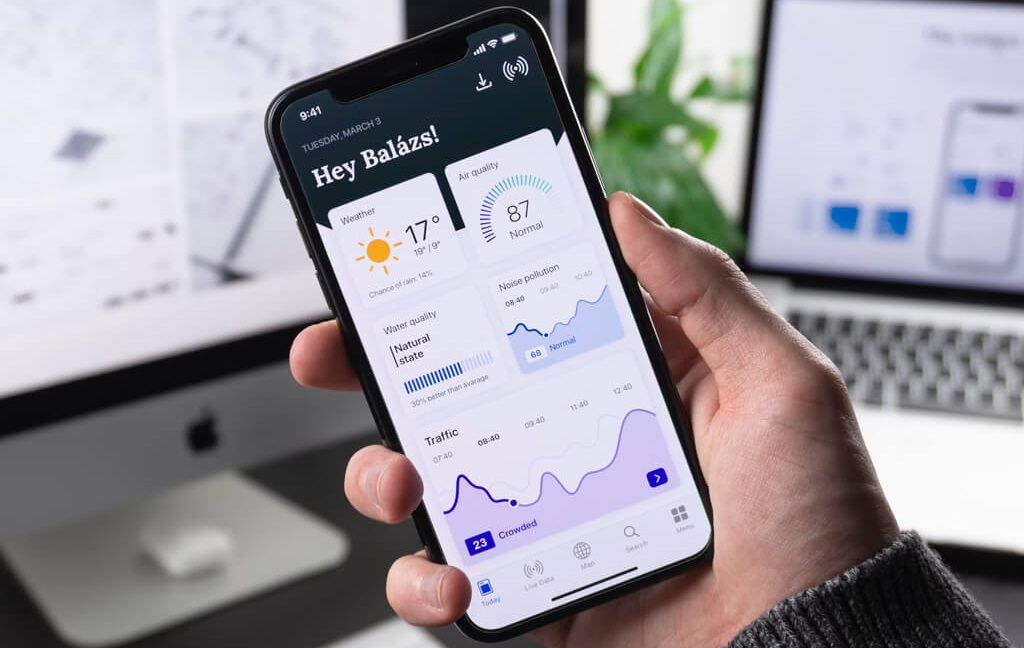 9:41
TUESDAY, MARCH 3
Hey Balázs!
Weather
17°
19° / 9°
Chance of rain: 14%
Air quality
87
Normal
Water quality
Natural
state
30% better than avarage
Noise pollution
08:40 09:40 10:40
68 Normal
Traffic
07:40 08:40 09:40 11:40 12:40
23 Crowded
Today
Live Data
Map
Search
Menu